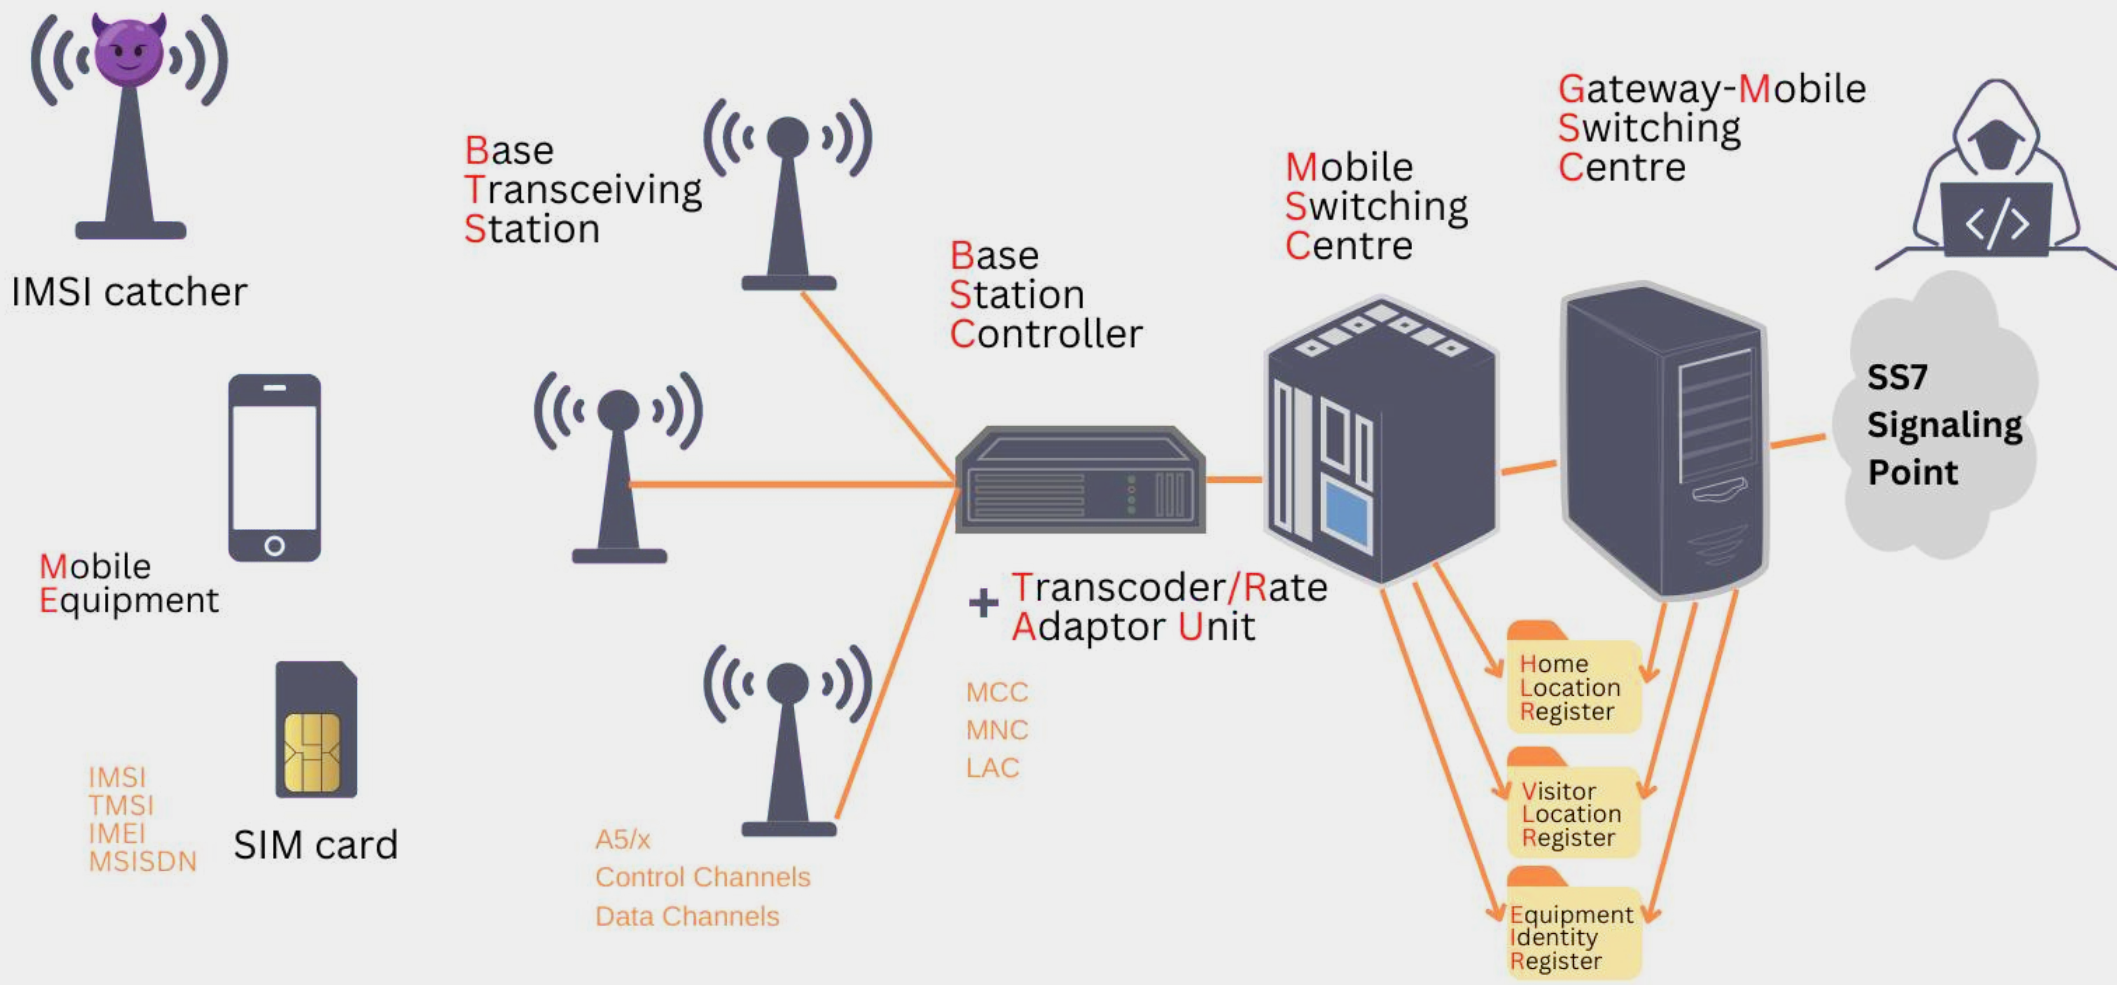 IMSI catcher
Base
Transceiving
Station
Base
Station
Controller
Mobile
Switching
Centre
Gateway-Mobile
Switching
Centre
</>
SS7
Signaling
Point
Mobile
Equipment
+ Transcoder/Rate
Adaptor Unit
MCC
MNC
LAC
IMSI
TMSI
IMEI
MSISDN
SIM card
A5/x
Control Channels
Data Channels
Home
Location
Register
Visitor
Location
Register
Equipment
Identity
Register